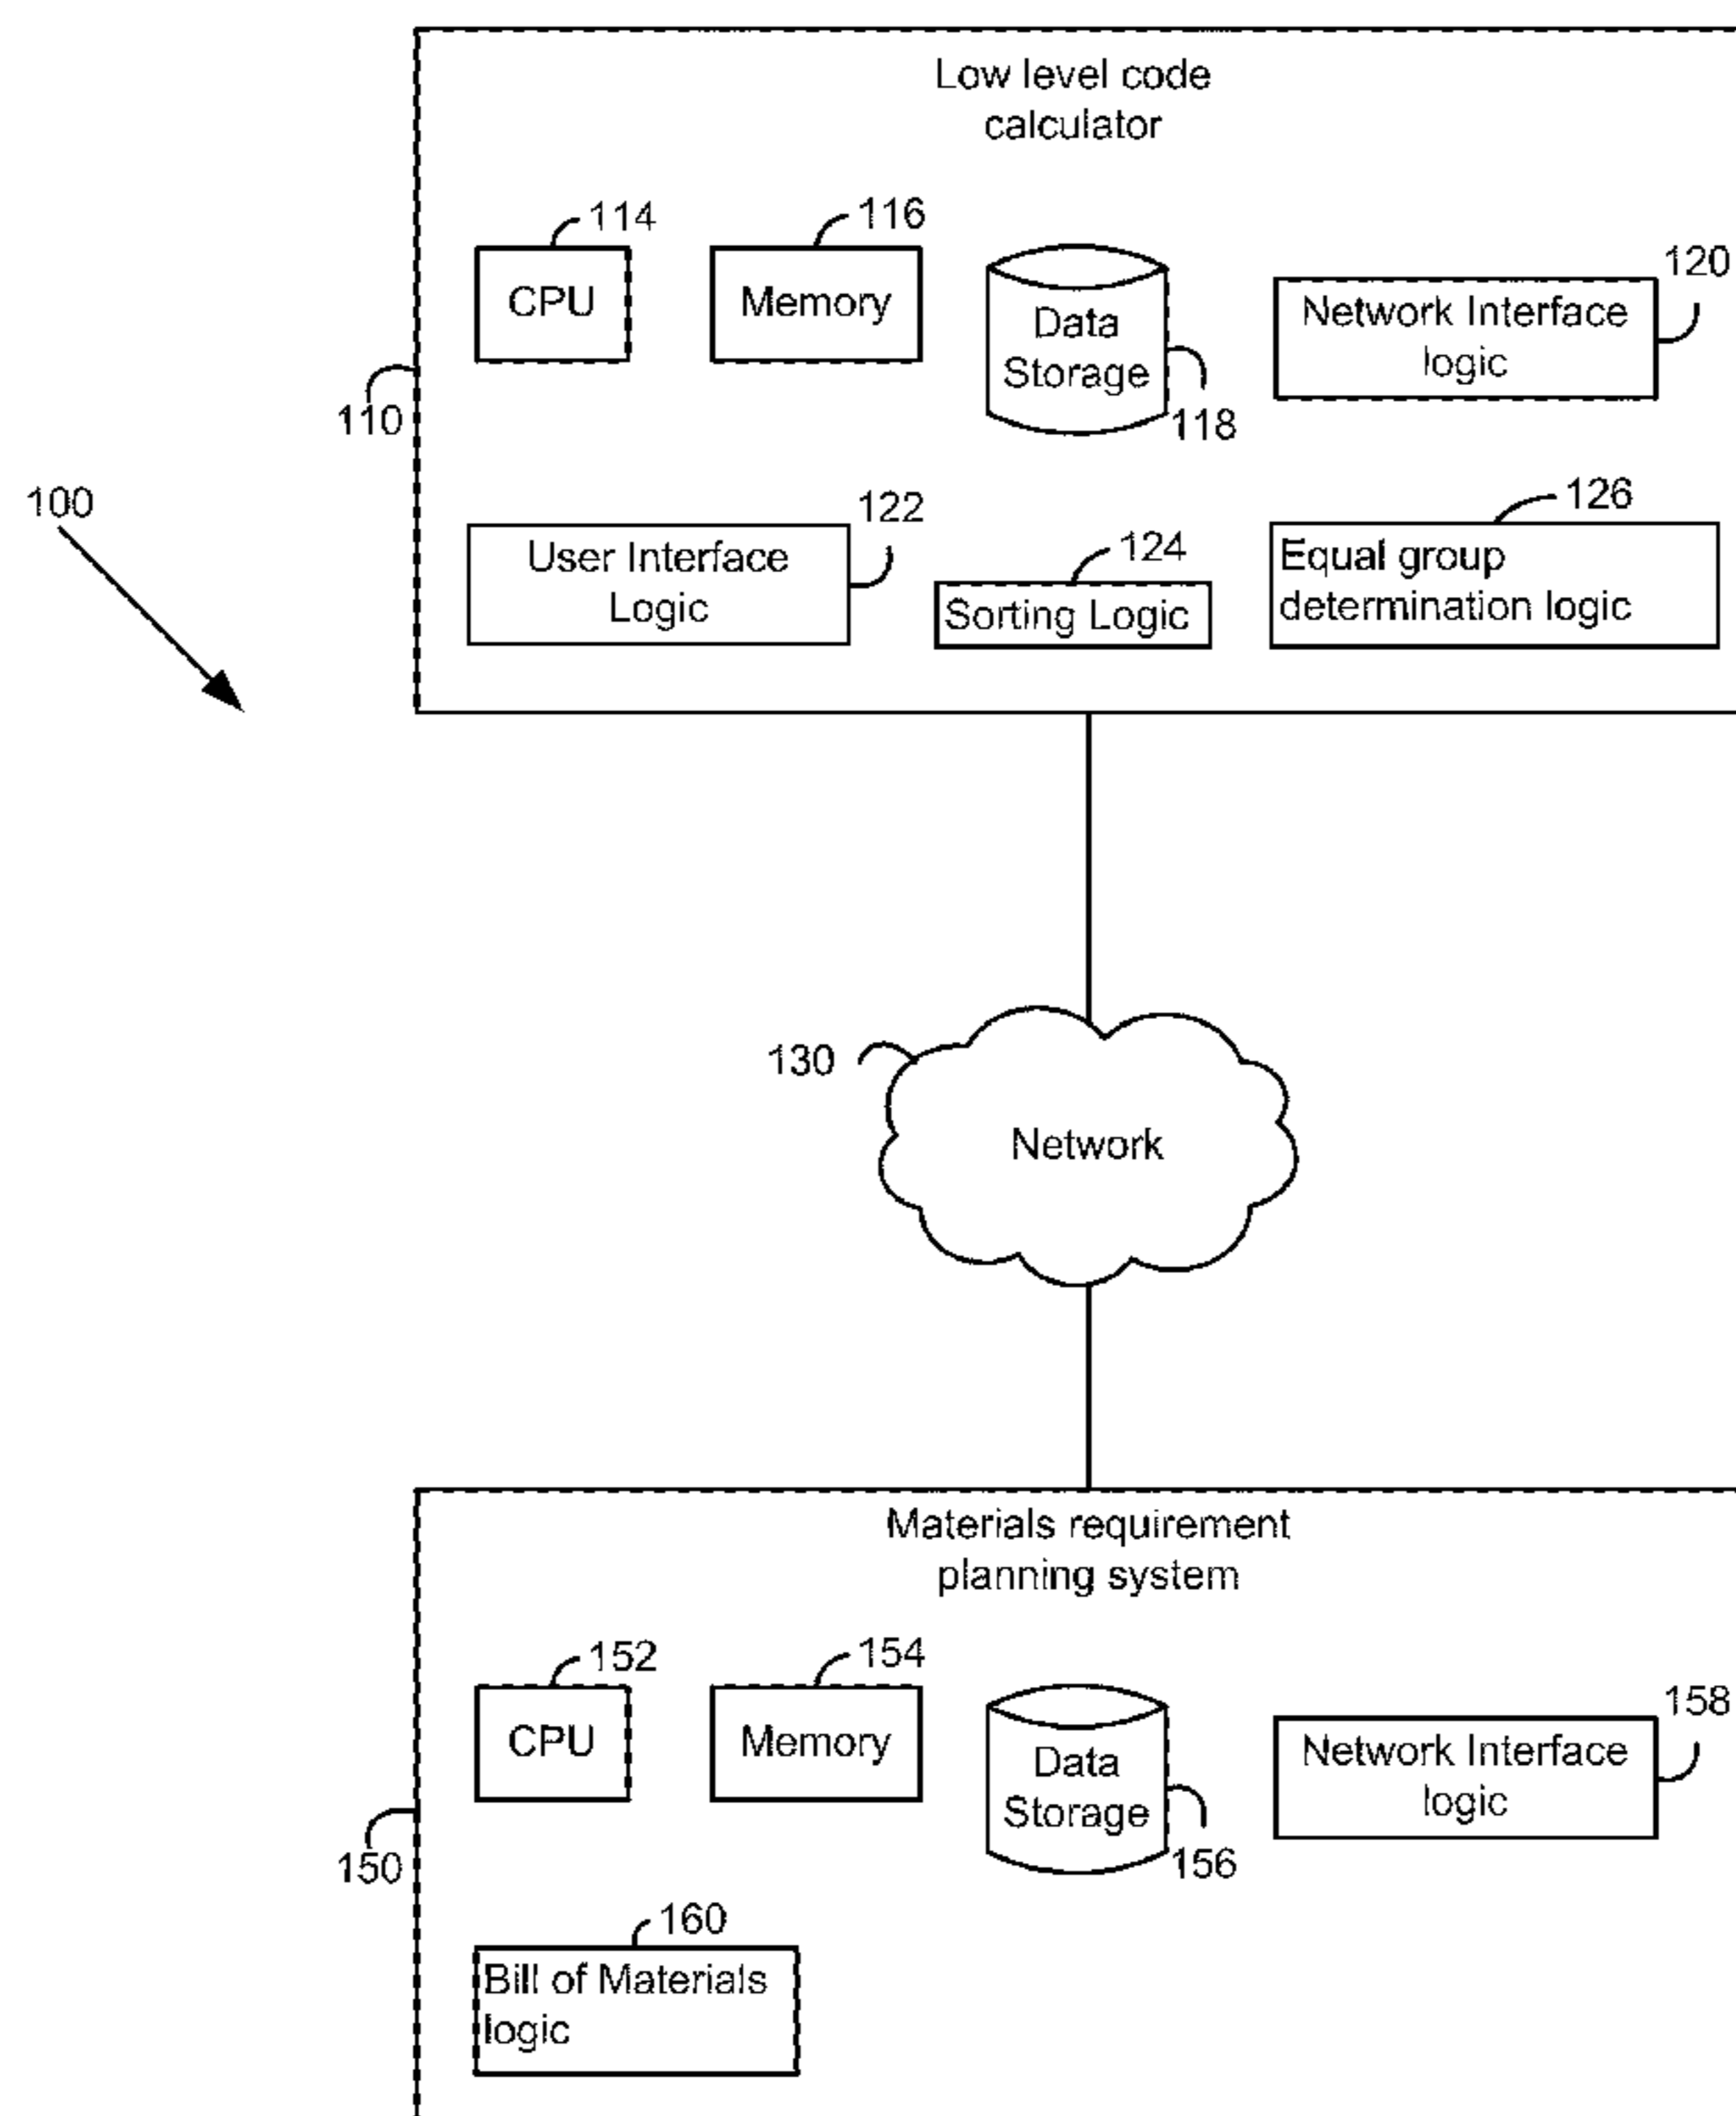 Low level code
calculator
114
116
120
CPU
Memory
Data
Storage
Network Interface
logic
110
118
100
122
124
126
User Interface
Logic
Sorting Logic
Equal group
determination logic
130
Network
Materials requirement
planning system
152
154
158
CPU
Memory
Data
Storage
Network Interface
logic
150
156
160
Bill of Materials
logic